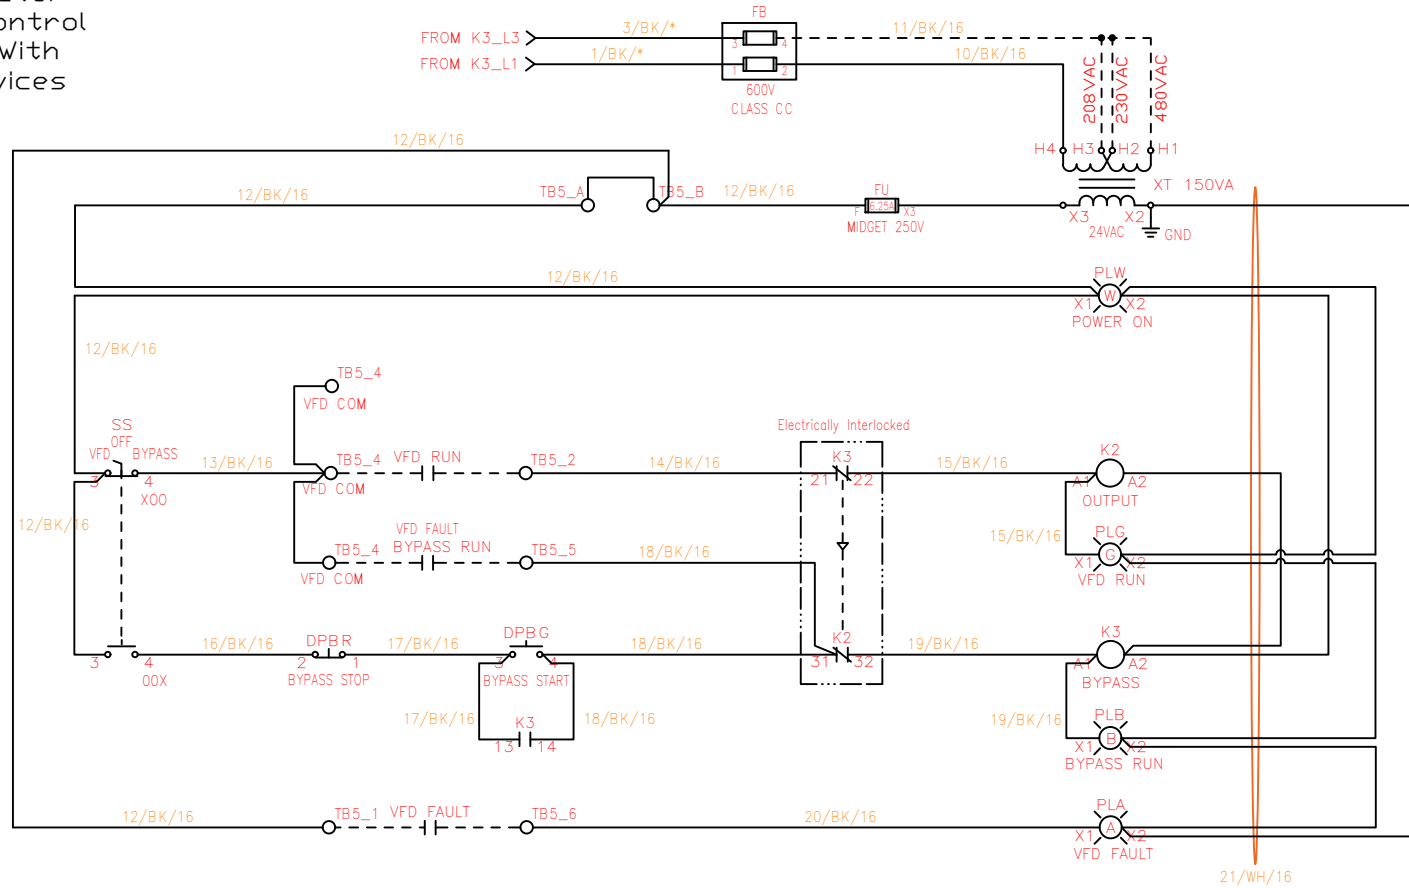 ontrol
With
vices
FB
FROM K3_L3
3/BK/*
3
4
11/BK/16
FROM K3_L1
1/BK/*
1
2
10/BK/16
600V
CLASS CC
208VAC
230VAC
480VAC
H4
H3
H2
H1
12/BK/16
XT 150VA
12/BK/16
TB5_A
TB5_B
12/BK/16
FU
F
6.25A
X3
MIDGET 250V
X3
X2
24VAC
GND
12/BK/16
PLW
X1
W
X2
POWER ON
12/BK/16
TB5_4
VFD COM
SS
OFF
VFD
BYPASS
3
4
X00
13/BK/16
TB5_4
VFD COM
VFD RUN
TB5_2
14/BK/16
Electrically Interlocked
K3
21
22
15/BK/16
K2
A1
A2
OUTPUT
12/BK/16
TB5_4
VFD COM
VFD FAULT
BYPASS RUN
TB5_5
18/BK/16
15/BK/16
PLG
X1
G
X2
VFD RUN
3
4
00X
16/BK/16
DPBR
2
1
BYPASS STOP
17/BK/16
DPBG
3
4
BYPASS START
18/BK/16
K2
31
32
19/BK/16
K3
A1
A2
BYPASS
17/BK/16
K3
13
14
18/BK/16
19/BK/16
PLB
X1
B
X2
BYPASS RUN
12/BK/16
TB5_1
VFD FAULT
TB5_6
20/BK/16
PLA
X1
A
X2
VFD FAULT
21/WH/16